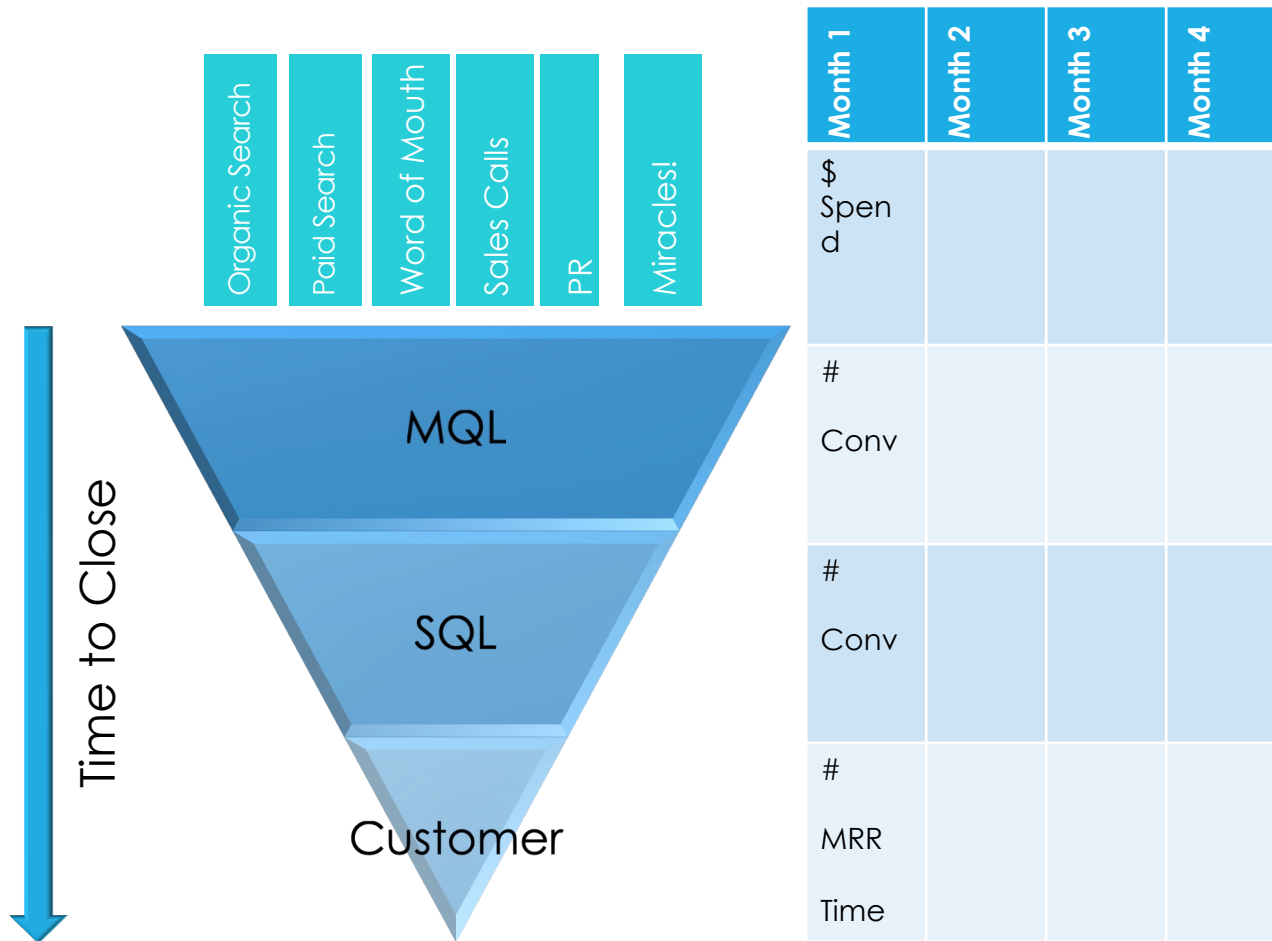 Organic Search
Paid Search
Word of Mouth
Sales Calls
PR
Miracles!
Time to Close
MQL
SQL
Customer
Month 1
Month 2
Month 3
Month 4
$
Spen
d
#
Conv
#
Conv
#
MRR
Time